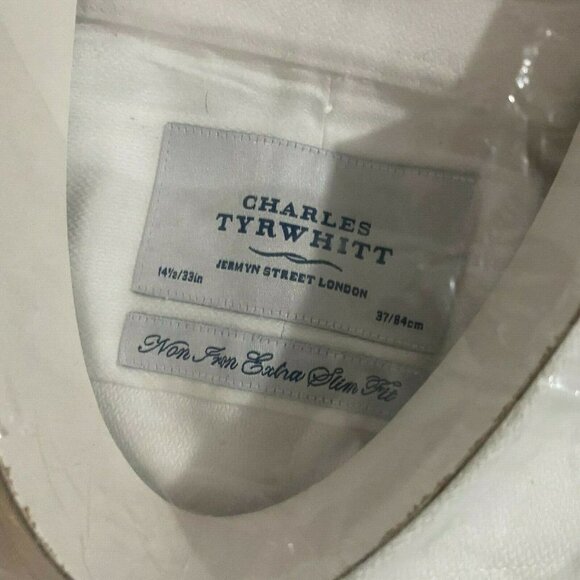 CHARLES
TYRWHITT
JERMYN STREET LONDON
14½/33in
37/84cm
Non Iron Extra Slim Fit